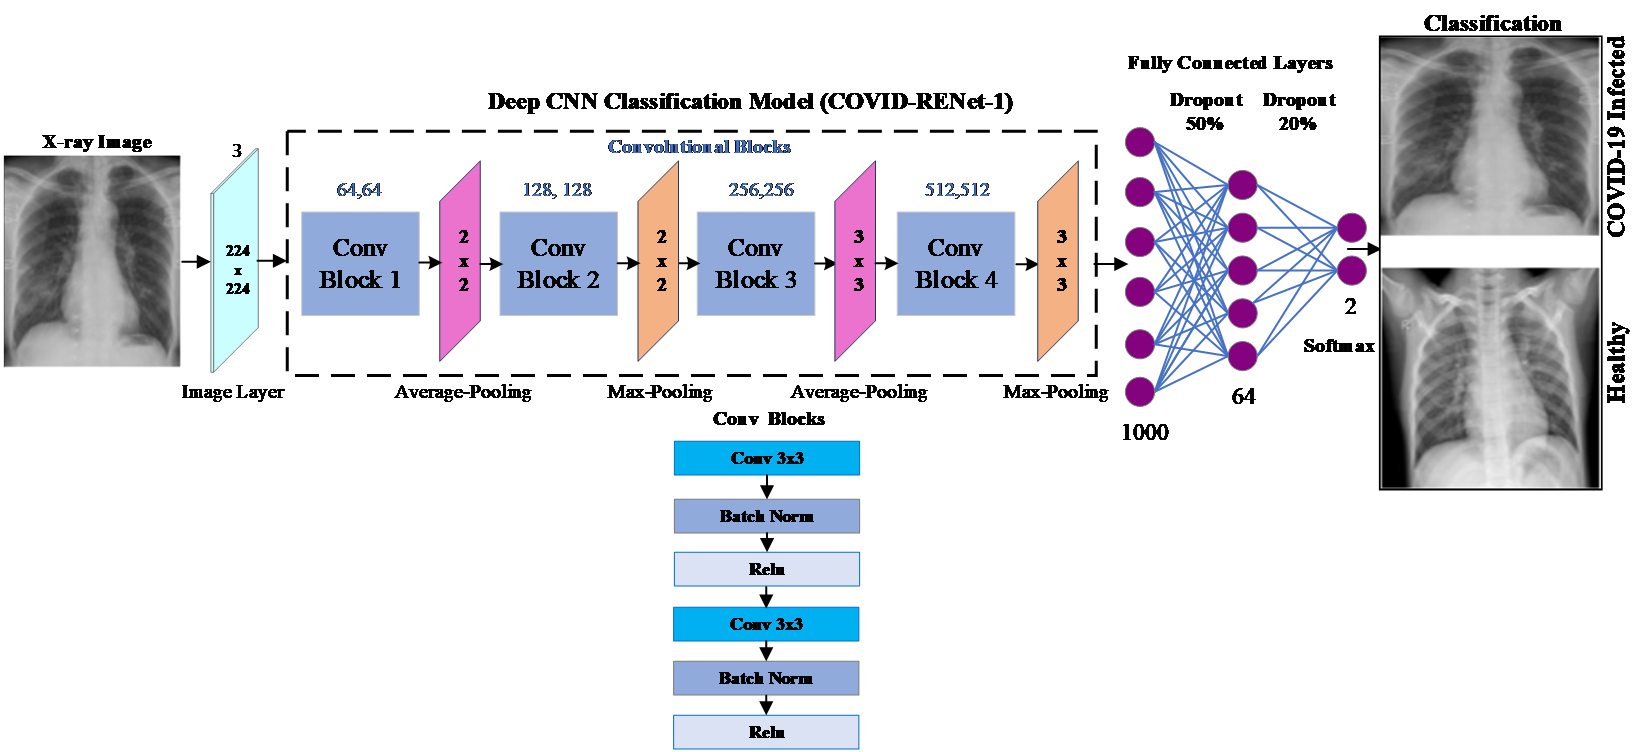 Classification
Fully Connected Layers
Deep CNN Classification Model (COVID-RENet-1)
Dropout
50%
Dropout
20%
X-ray Image
3
Convolutional Blocks
64,64
128, 128
256,256
512,512
224
x
224
Conv
Block 1
2
x
2
Conv
Block 2
2
x
2
Conv
Block 3
3
x
3
Conv
Block 4
3
x
3
2
Softmax
64
1000
COVID-19 Infected
Healthy
Image Layer
Average-Pooling
Max-Pooling
Average-Pooling
Max-Pooling
Conv Blocks
Conv 3x3
Batch Norm
Relu
Conv 3x3
Batch Norm
Relu